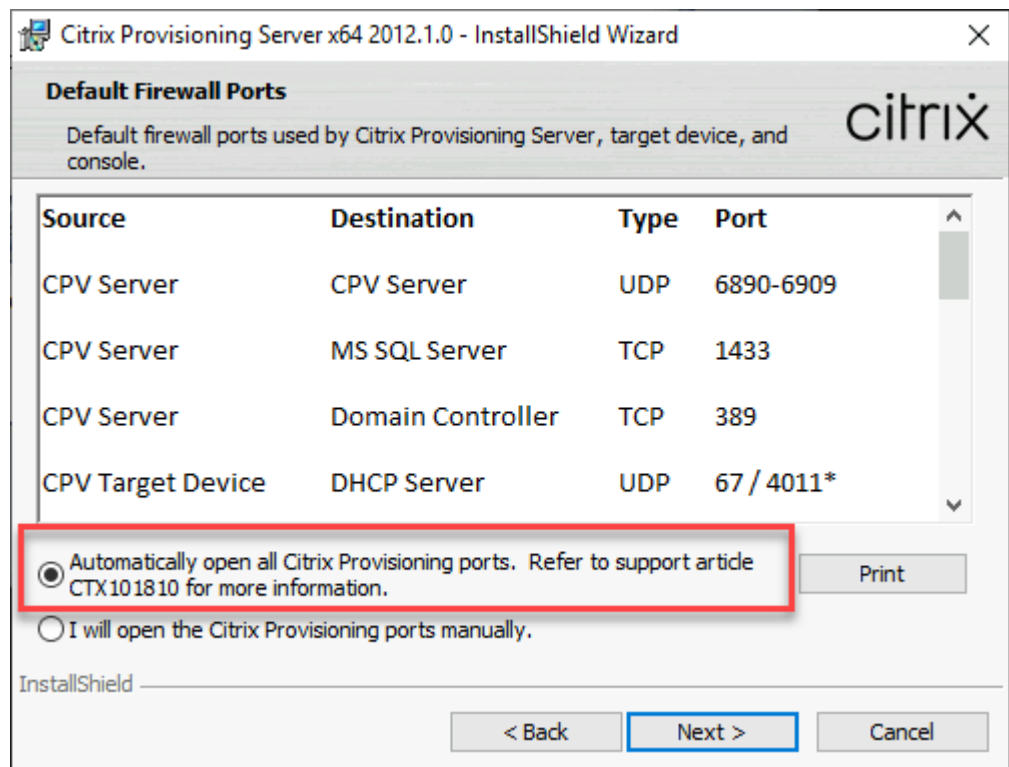 Citrix Provisioning Server x64 2012.1.0 - InstallShield Wizard
Default Firewall Ports
Default firewall ports used by Citrix Provisioning Server, target device, and
console.
citrix
Source Destination Type Port
CPV Server CPV Server UDP 6890-6909
CPV Server MS SQL Server TCP 1433
CPV Server Domain Controller TCP 389
CPV Target Device DHCP Server UDP 67 / 4011*
Automatically open all Citrix Provisioning ports. Refer to support article
CTX101810 for more information.
Print
I will open the Citrix Provisioning ports manually.
InstallShield
< Back Next > Cancel